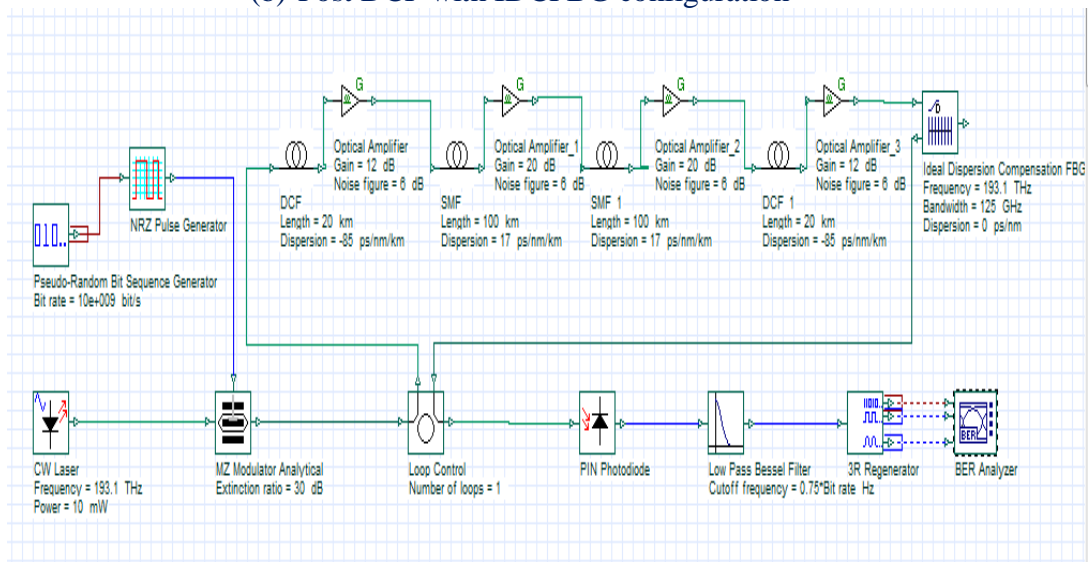 (b) Post DCF with IDCFBG configuration
G
G
G
G
Optical Amplifier
Gain = 12 dB
Noise figure = 6 dB
Optical Amplifier_1
Gain = 20 dB
Noise figure = 6 dB
Optical Amplifier_2
Gain = 20 dB
Noise figure = 6 dB
Optical Amplifier_3
Gain = 12 dB
Noise figure = 6 dB
DCF
Length = 20 km
Dispersion = -85 ps/nm/km
SMF
Length = 100 km
Dispersion = 17 ps/nm/km
SMF_1
Length = 100 km
Dispersion = 17 ps/nm/km
DCF_1
Length = 20 km
Dispersion = -85 ps/nm/km
Ideal Dispersion Compensation FBG
Frequency = 193.1 THz
Bandwidth = 125 GHz
Dispersion = 0 ps/nm
NRZ Pulse Generator
Pseudo-Random Bit Sequence Generator
Bit rate = 10e+009 bit/s
CW Laser
Frequency = 193.1 THz
Power = 10 mW
MZ Modulator Analytical
Extinction ratio = 30 dB
Loop Control
Number of loops = 1
PIN Photodiode
Low Pass Bessel Filter
Cutoff frequency = 0.75*Bit rate Hz
3R Regenerator
BER
BER Analyzer